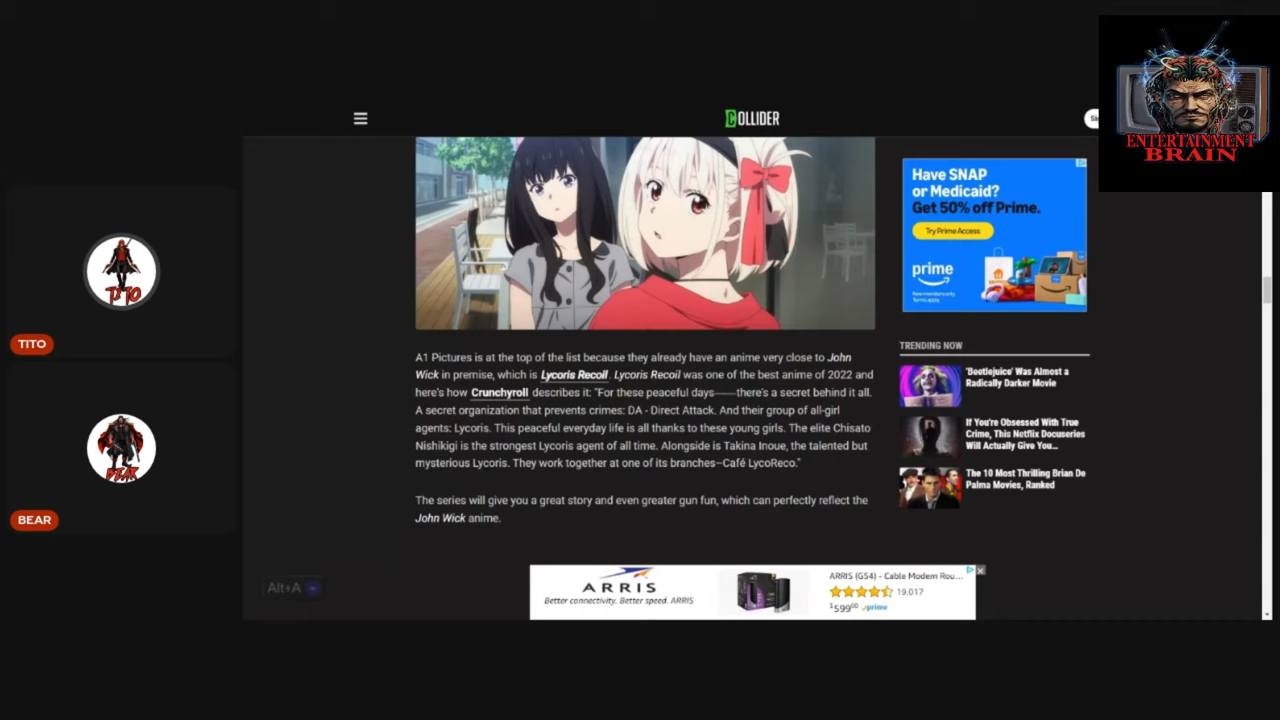 COLLIDER
ENTERTAINMENT
BRAIN
Have SNAP
or Medicaid?
Get 50% off Prime.
Try Prime Access
prime
New members only.
Terms apply.
TITO
TITO
BEAR
BEAR
A1 Pictures is at the top of the list because they already have an anime very close to John
Wick in premise, which is Lycoris Recoil. Lycoris Recoil was one of the best anime of 2022 and
here's how Crunchyroll describes it: "For these peaceful days——there's a secret behind it all.
A secret organization that prevents crimes: DA - Direct Attack. And their group of all-girl
agents: Lycoris. This peaceful everyday life is all thanks to these young girls. The elite Chisato
Nishikigi is the strongest Lycoris agent of all time. Alongside is Takina Inoue, the talented but
mysterious Lycoris. They work together at one of its branches–Café LycoReco."
The series will give you a great story and even greater gun fun, which can perfectly reflect the
John Wick anime.
TRENDING NOW
'Beetlejuice' Was Almost a
Radically Darker Movie
If You're Obsessed With True
Crime, This Netflix Docuseries
Will Actually Give You...
The 10 Most Thrilling Brian De
Palma Movies, Ranked
Alt+A
ARRIS
Better connectivity. Better speed. ARRIS
ARRIS (G54) - Cable Modem Rou...
19,017
$59900 prime